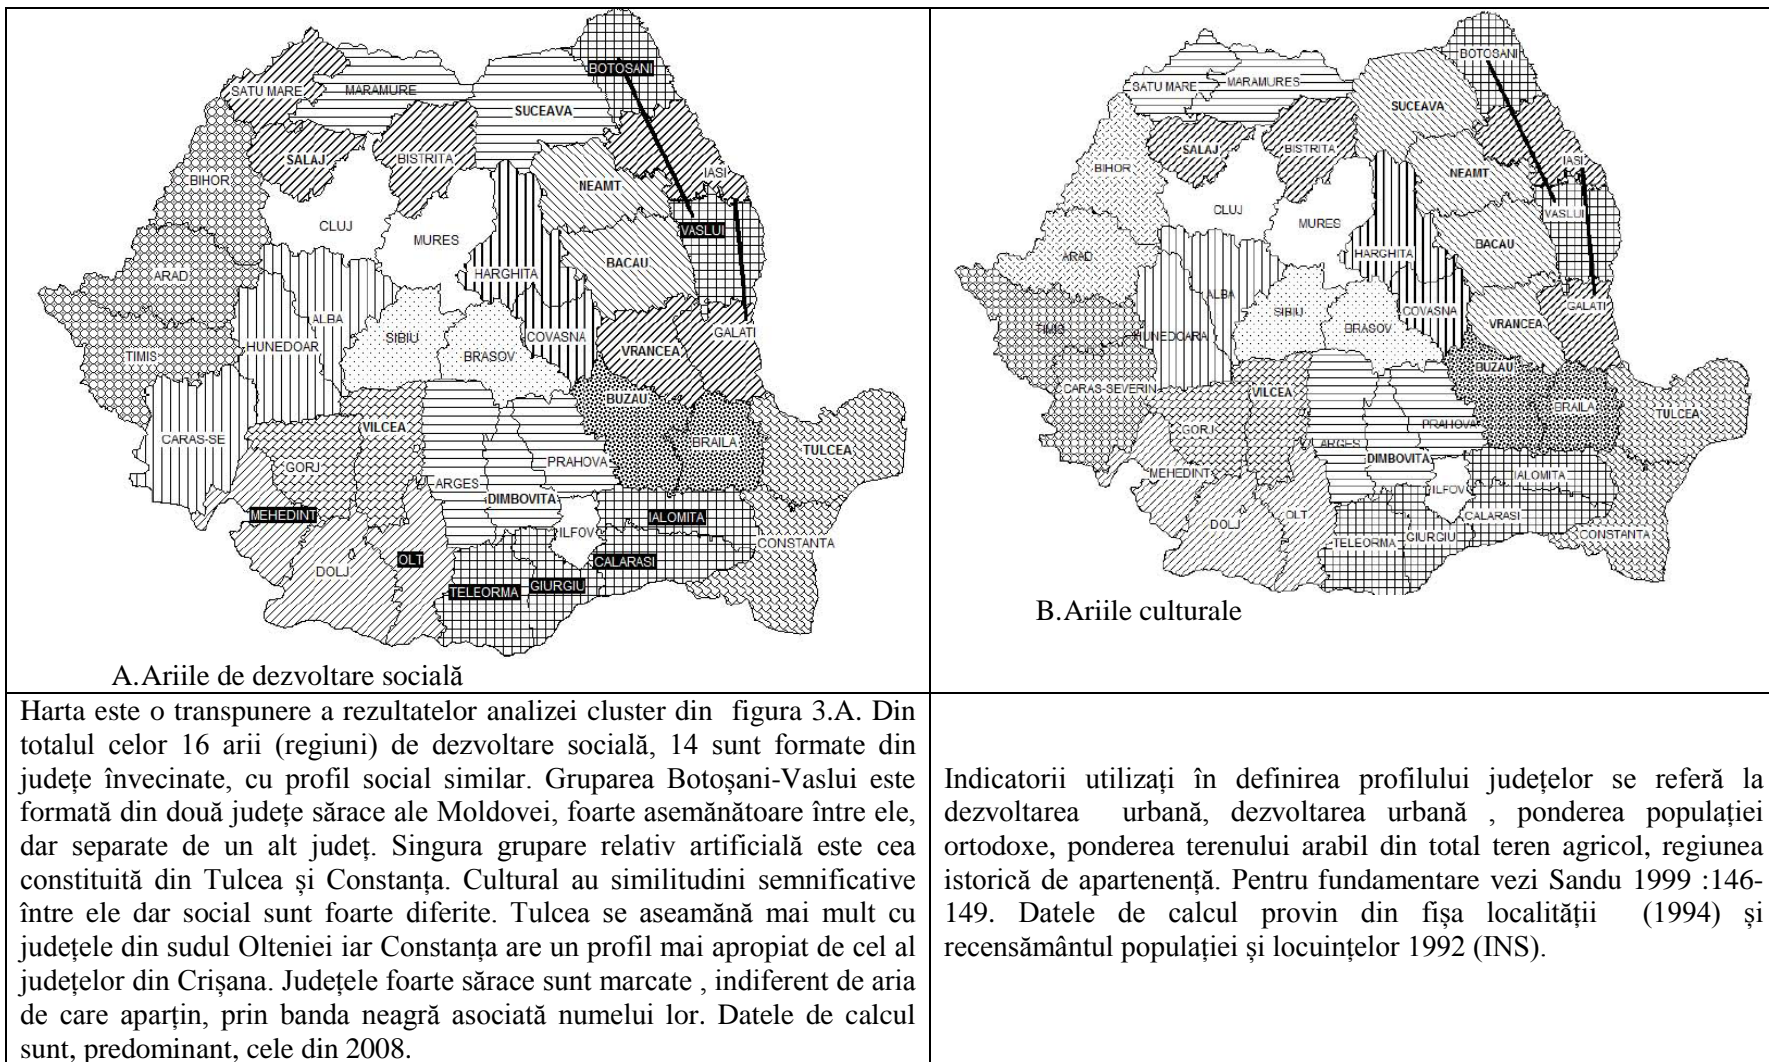 BOTOSANI
SATU MARE
MARAMURE
SUCEAVA
SALAJ
BISTRITA
IASI
BIHOR
NEAMT
CLUJ
MURES
VASLUI
ARAD
HARGHITA
BACAU
ALBA
TIMIS
HUNEDOAR
SIBIU
BRASOV
COVASNA
VRANCEA
GALATI
CARAS-SE
VILCEA
BUZAU
BRAILA
TULCEA
GORJ
PRAHOVA
ARGES
DIMBOVITA
MEHEDINT
IALOMITA
ILFOV
CONSTANTA
DOLJ
OLT
CALARASI
TELEORMA
GIURGIU
A.Ariile de dezvoltare socială
BOTOSANI
SATU MARE
MARAMURES
SUCEAVA
SALAJ
BISTRITA
IASI
BIHOR
NEAMT
CLUJ
MURES
VASLUI
ARAD
HARGHITA
BACAU
ALBA
TIMIS
HUNEDOARA
SIBIU
BRASOV
COVASNA
VRANCEA
GALATI
CARAS-SEVERIN
VILCEA
BUZAU
BRAILA
TULCEA
GORJ
PRAHOVA
ARGES
DIMBOVITA
MEHEDINT
IALOMITA
ILFOV
CALARASI
DOLJ
OLT
TELEORMA
GIURGIU
CONSTANTA
B.Ariile culturale
Harta este o transpunere a rezultatelor analizei cluster din figura 3.A. Din
totalul celor 16 arii (regiuni) de dezvoltare socială, 14 sunt formate din
județe învecinate, cu profil social similar. Gruparea Botoșani-Vaslui este
formată din două județe sărace ale Moldovei, foarte asemănătoare între ele,
dar separate de un alt județ. Singura grupare relativ artificială este cea
constituită din Tulcea și Constanța. Cultural au similitudini semnificative
între ele dar social sunt foarte diferite. Tulcea se aseamănă mai mult cu
județele din sudul Olteniei iar Constanța are un profil mai apropiat de cel al
județelor din Crișana. Județele foarte sărace sunt marcate , indiferent de aria
de care aparțin, prin banda neagră asociată numelui lor. Datele de calcul
sunt, predominant, cele din 2008.
Indicatorii utilizați în definirea profilului județelor se referă la
dezvoltarea urbană, dezvoltarea urbană , ponderea populației
ortodoxe, ponderea terenului arabil din total teren agricol, regiunea
istorică de apartenență. Pentru fundamentare vezi Sandu 1999 :146-
149. Datele de calcul provin din fișa localității (1994) și
recensământul populației și locuințelor 1992 (INS).